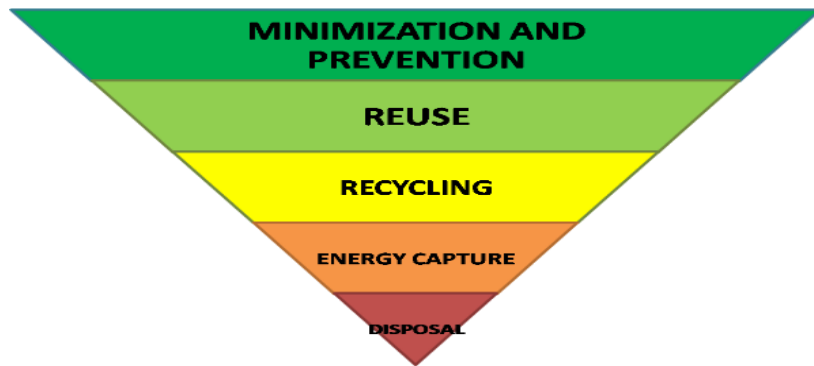 MINIMIZATION AND
PREVENTION
REUSE
RECYCLING
ENERGY CAPTURE
DISPOSAL